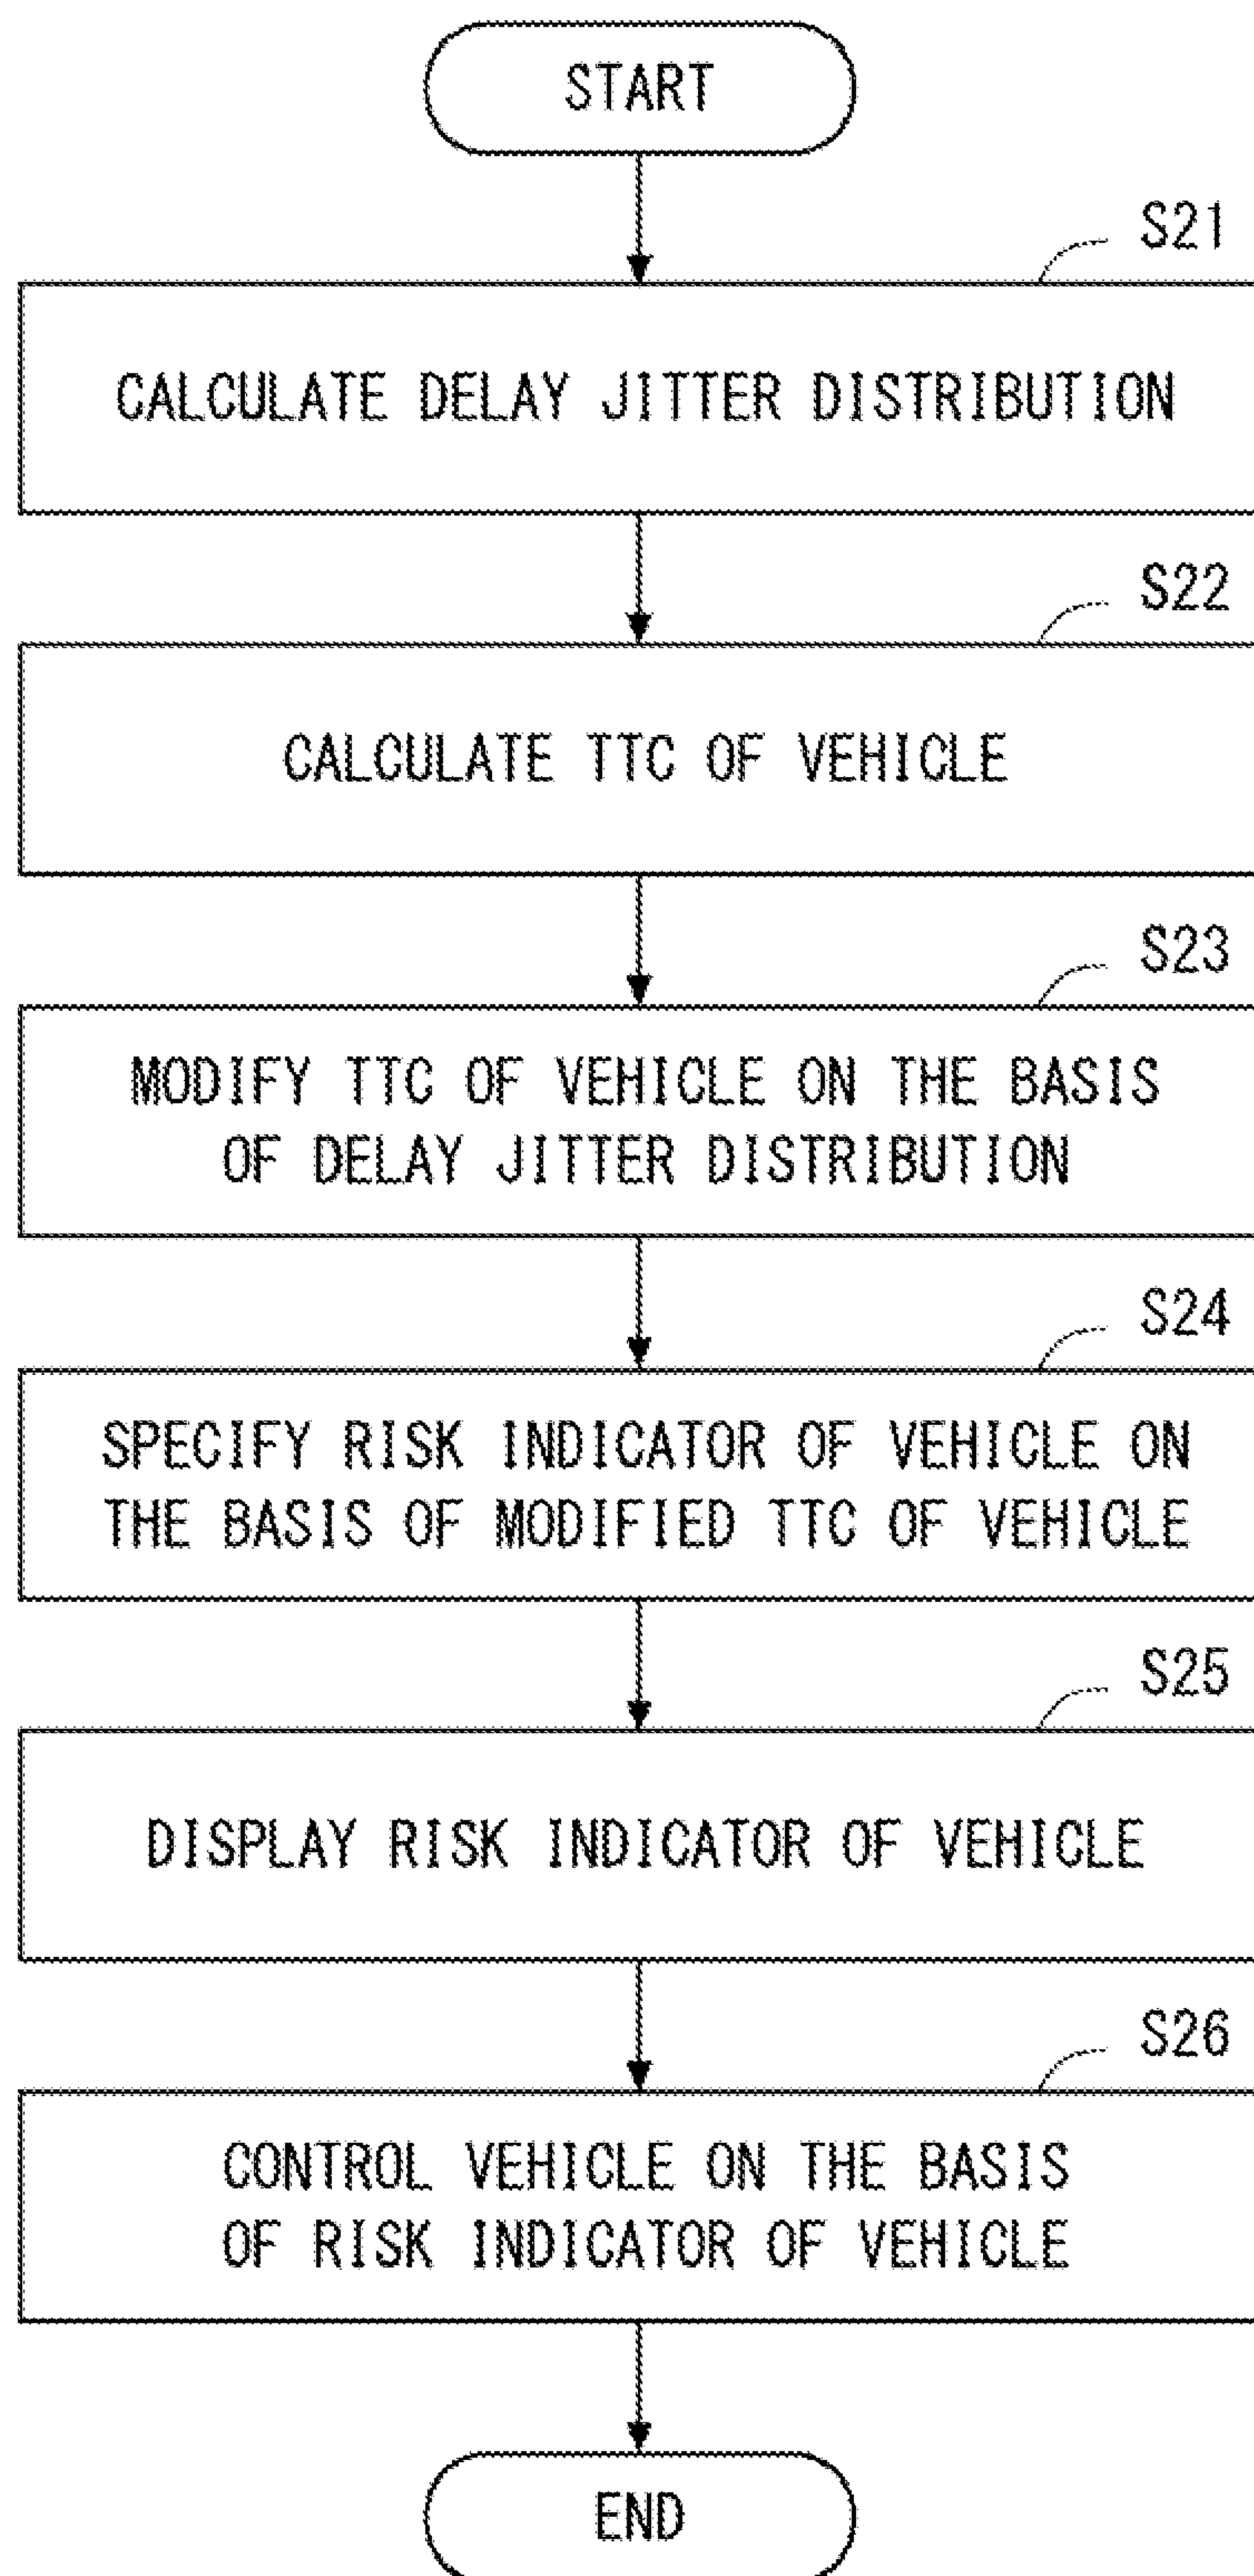 START
S21
CALCULATE DELAY JITTER DISTRIBUTION
S22
CALCULATE TTC OF VEHICLE
S23
MODIFY TTC OF VEHICLE ON THE BASIS
OF DELAY JITTER DISTRIBUTION
S24
SPECIFY RISK INDICATOR OF VEHICLE ON
THE BASIS OF MODIFIED TTC OF VEHICLE
S25
DISPLAY RISK INDICATOR OF VEHICLE
S26
CONTROL VEHICLE ON THE BASIS
OF RISK INDICATOR OF VEHICLE
END